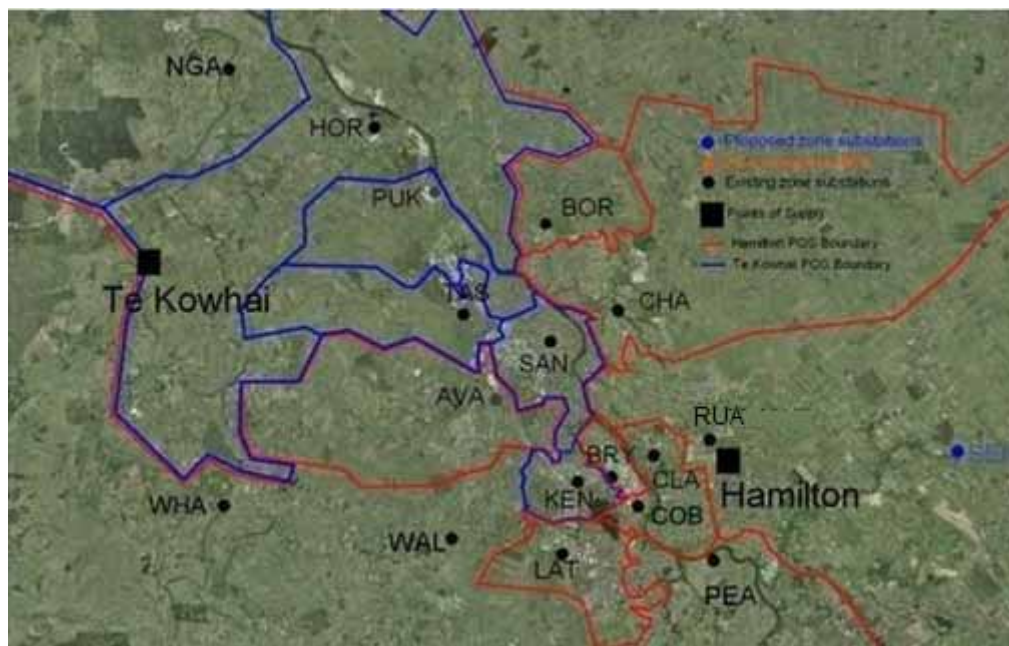 NGA
HOR
PUK
BOR
Proposed zone substations
Existing zone substations
Points of Supply
Hamilton POS Boundary
Te Kowhai POS Boundary
Te Kowhai
TAS
CHA
SAN
AVA
RUA
BRY
CLA
KEN
Hamilton
WHA
COB
WAL
LAT
PEA